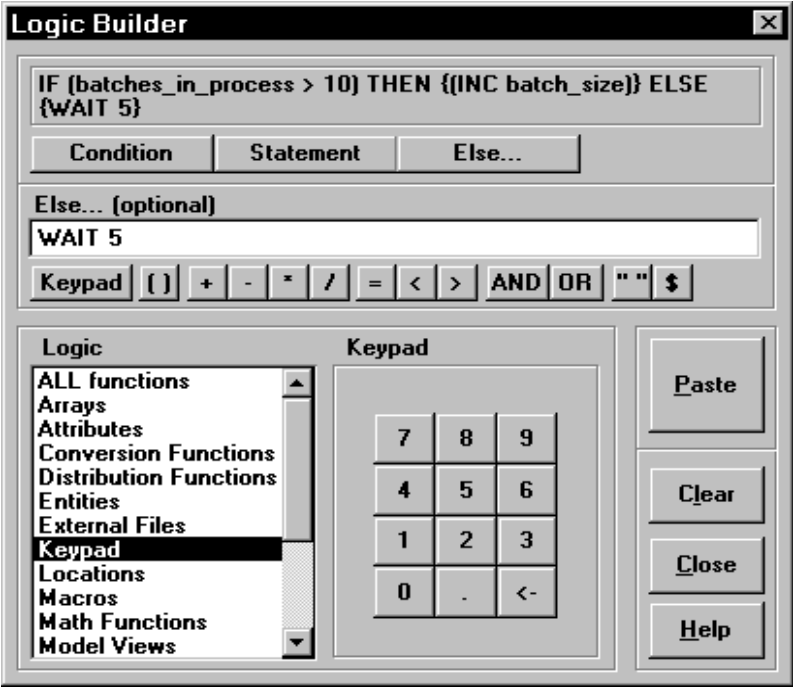 Logic Builder
IF (batches_in_process > 10) THEN {(INC batch_size)} ELSE
{WAIT 5}
Condition Statement Else...
Else... (optional)
WAIT 5
Keypad ( ) + - * / = < > AND OR " " $
Logic
ALL functions
Arrays
Attributes
Conversion Functions
Distribution Functions
Entities
External Files
Keypad
Locations
Macros
Math Functions
Model Views
Keypad
7 8 9
4 5 6
1 2 3
0 . <-
Paste
Clear
Close
Help